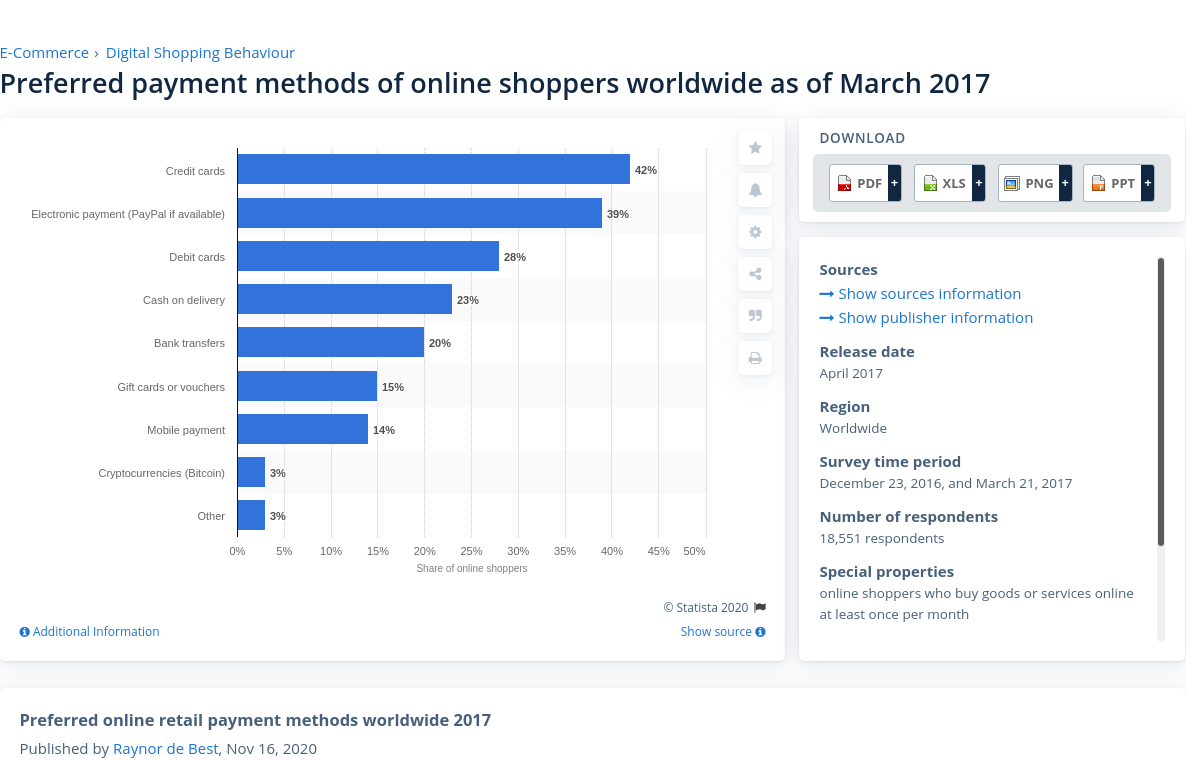 E-Commerce › Digital Shopping Behaviour
Preferred payment methods of online shoppers worldwide as of March 2017
Credit cards 42%
Electronic payment (PayPal if available) 39%
Debit cards 28%
Cash on delivery 23%
Bank transfers 20%
Gift cards or vouchers 15%
Mobile payment 14%
Cryptocurrencies (Bitcoin) 3%
Other 3%
0% 5% 10% 15% 20% 25% 30% 35% 40% 45% 50%
Share of online shoppers
© Statista 2020
Additional Information Show source
DOWNLOAD
PDF + XLS + PNG + PPT +
Sources
Show sources information
Show publisher information
Release date
April 2017
Region
Worldwide
Survey time period
December 23, 2016, and March 21, 2017
Number of respondents
18,551 respondents
Special properties
online shoppers who buy goods or services online
at least once per month
Preferred online retail payment methods worldwide 2017
Published by Raynor de Best, Nov 16, 2020